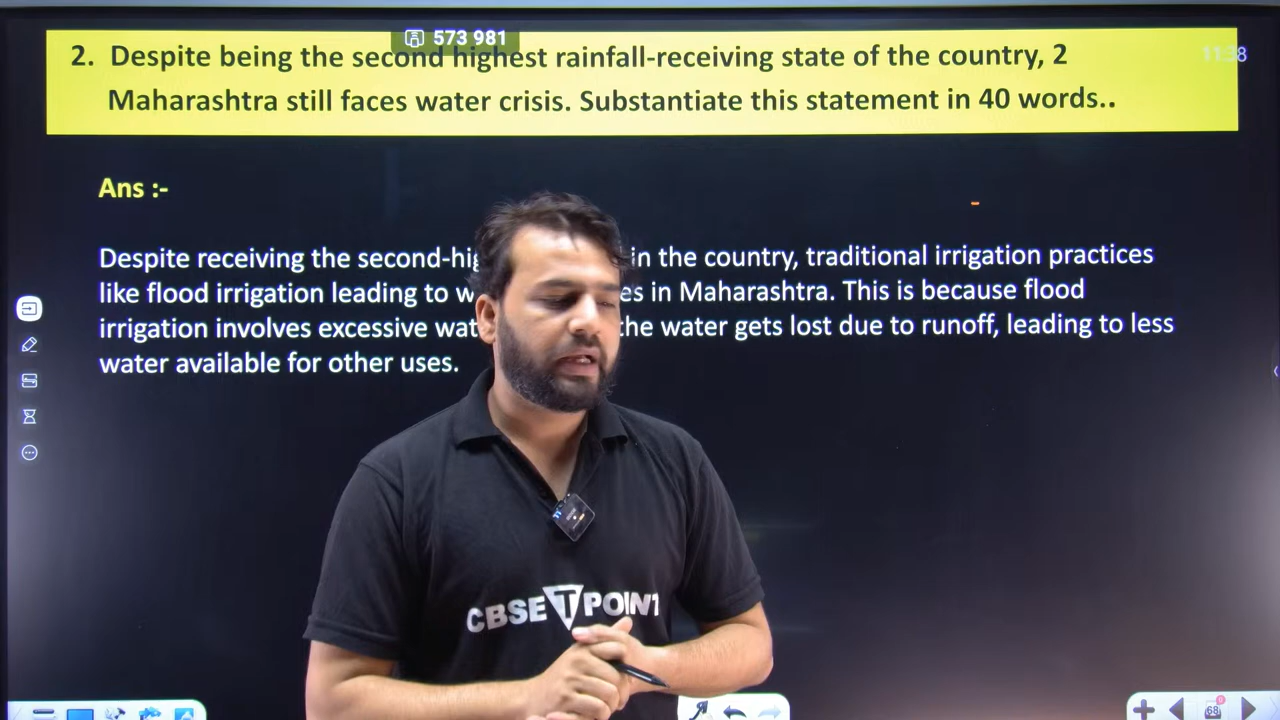 573 981
2. Despite being the second highest rainfall-receiving state of the country, 2
11:38
Maharashtra still faces water crisis. Substantiate this statement in 40 words..
Ans :-
Despite receiving the second-hig in the country, traditional irrigation practices
like flood irrigation leading to w es in Maharashtra. This is because flood
irrigation involves excessive wat the water gets lost due to runoff, leading to less
water available for other uses.
CBSE T POINT
68